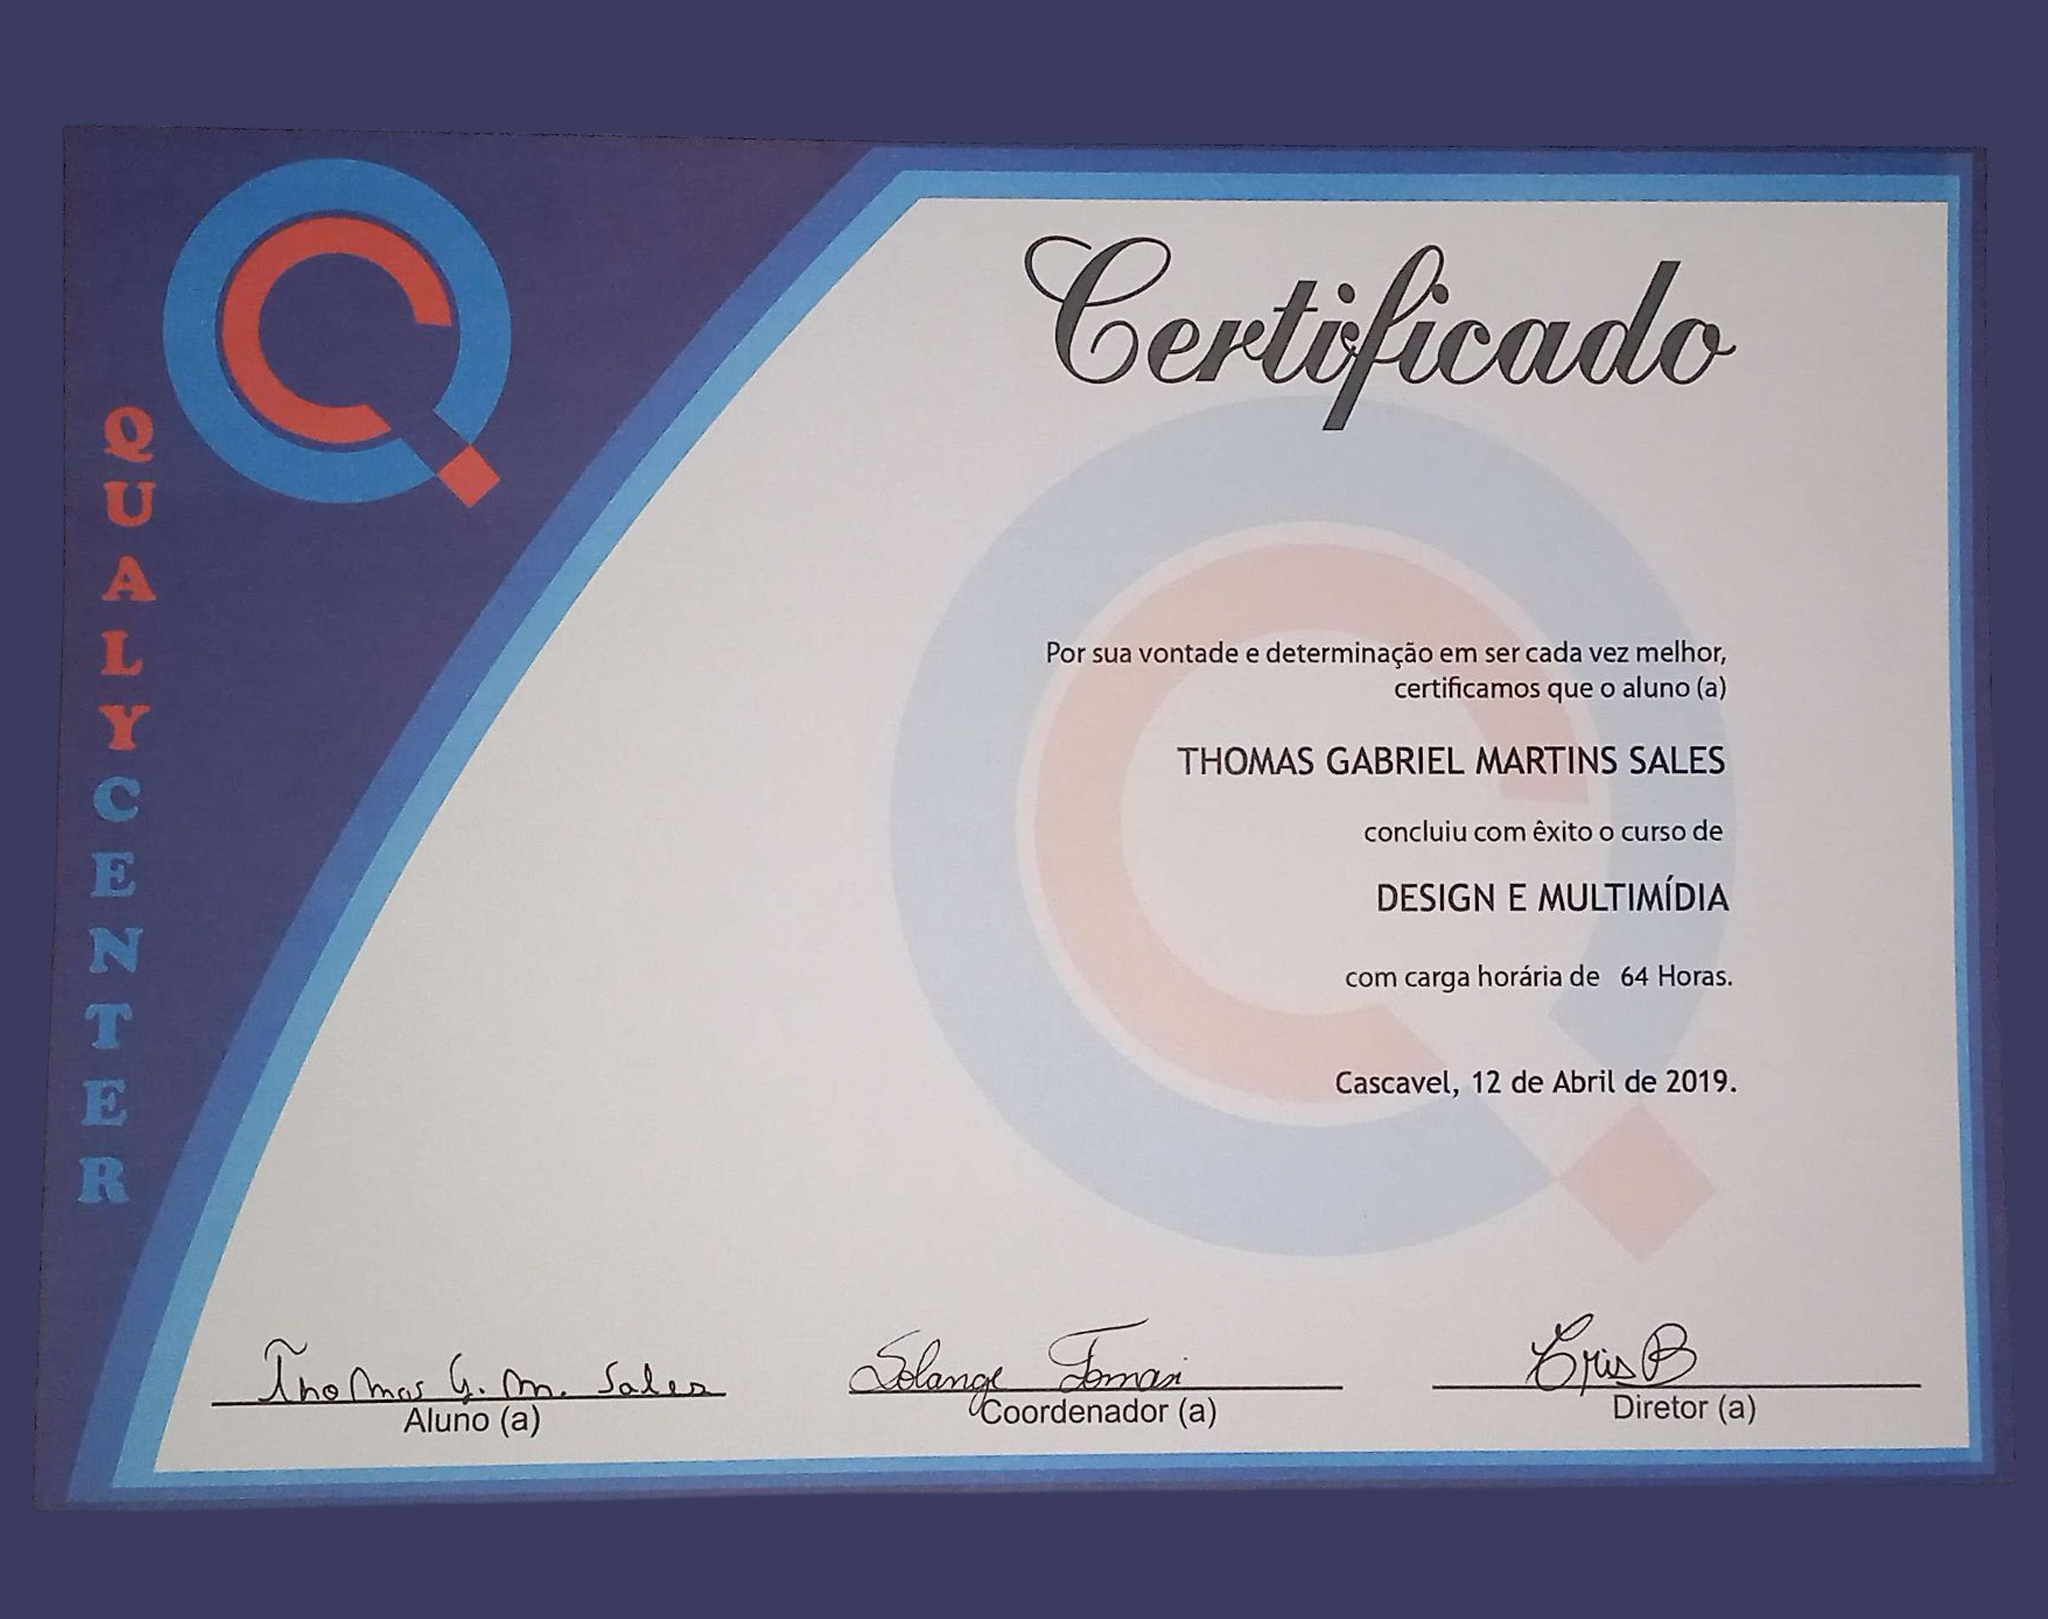 QUALYCENTER
Certificado
Por sua vontade e determinação em ser cada vez melhor,
certificamos que o aluno (a)
THOMAS GABRIEL MARTINS SALES
concluiu com êxito o curso de
DESIGN E MULTIMÍDIA
com carga horária de 64 Horas.
Cascavel, 12 de Abril de 2019.
Thomas G. M. Sales
Aluno (a)
Solange Tomasi
Coordenador (a)
Cris B
Diretor (a)